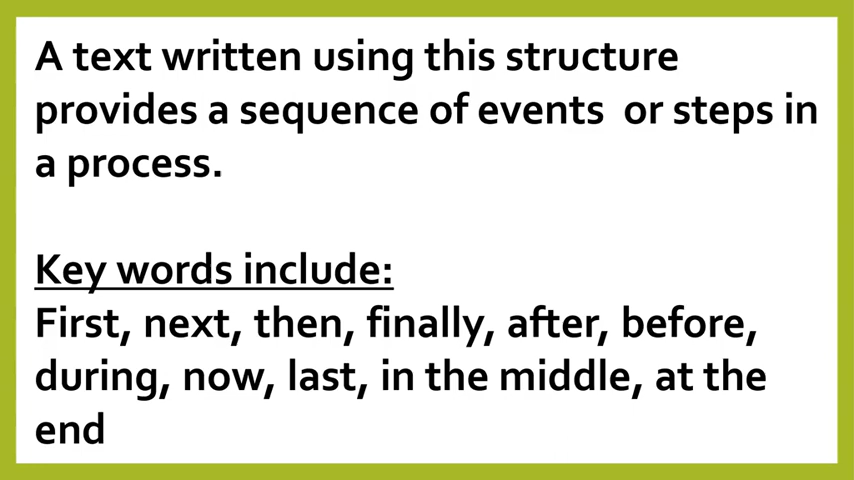 A text written using this structure
provides a sequence of events  or steps in
a process.
Key words include:
First, next, then, finally, after, before,
during, now, last, in the middle, at the
end